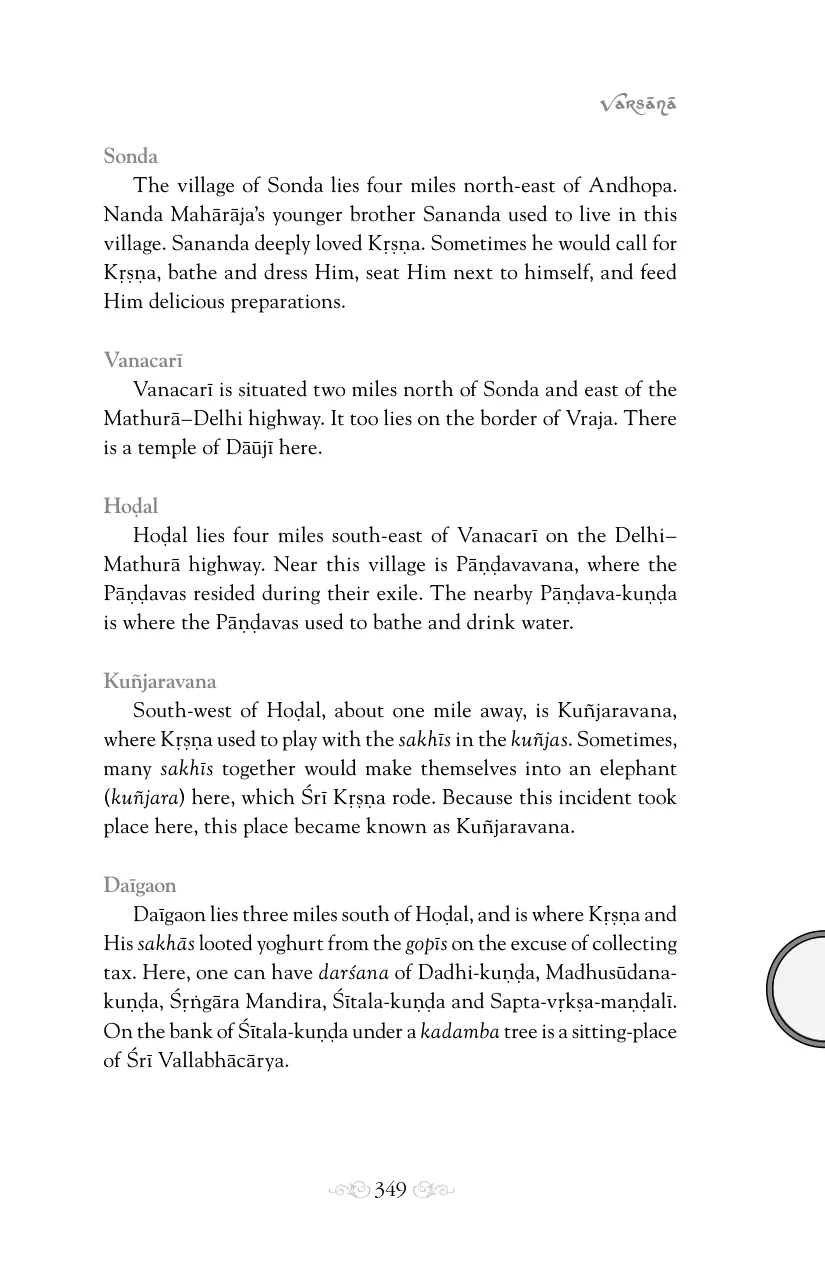 Varsānā
Sonda
The village of Sonda lies four miles north-east of Andhopa.
Nanda Mahārāja’s younger brother Sananda used to live in this
village. Sananda deeply loved Kṛṣṇa. Sometimes he would call for
Kṛṣṇa, bathe and dress Him, seat Him next to himself, and feed
Him delicious preparations.
Vanacarī
Vanacarī is situated two miles north of Sonda and east of the
Mathurā–Delhi highway. It too lies on the border of Vraja. There
is a temple of Dāūjī here.
Hoḍal
Hoḍal lies four miles south-east of Vanacarī on the Delhi–
Mathurā highway. Near this village is Pāṇḍavavana, where the
Pāṇḍavas resided during their exile. The nearby Pāṇḍava-kuṇḍa
is where the Pāṇḍavas used to bathe and drink water.
Kuñjaravana
South-west of Hoḍal, about one mile away, is Kuñjaravana,
where Kṛṣṇa used to play with the sakhīs in the kuñjas. Sometimes,
many sakhīs together would make themselves into an elephant
(kuñjara) here, which Śrī Kṛṣṇa rode. Because this incident took
place here, this place became known as Kuñjaravana.
Daīgaon
Daīgaon lies three miles south of Hoḍal, and is where Kṛṣṇa and
His sakhās looted yoghurt from the gopīs on the excuse of collecting
tax. Here, one can have darśana of Dadhi-kuṇḍa, Madhusūdana-
kuṇḍa, Śṛṅgāra Mandira, Śītala-kuṇḍa and Sapta-vṛkṣa-maṇḍalī.
On the bank of Śītala-kuṇḍa under a kadamba tree is a sitting-place
of Śrī Vallabhācārya.
349